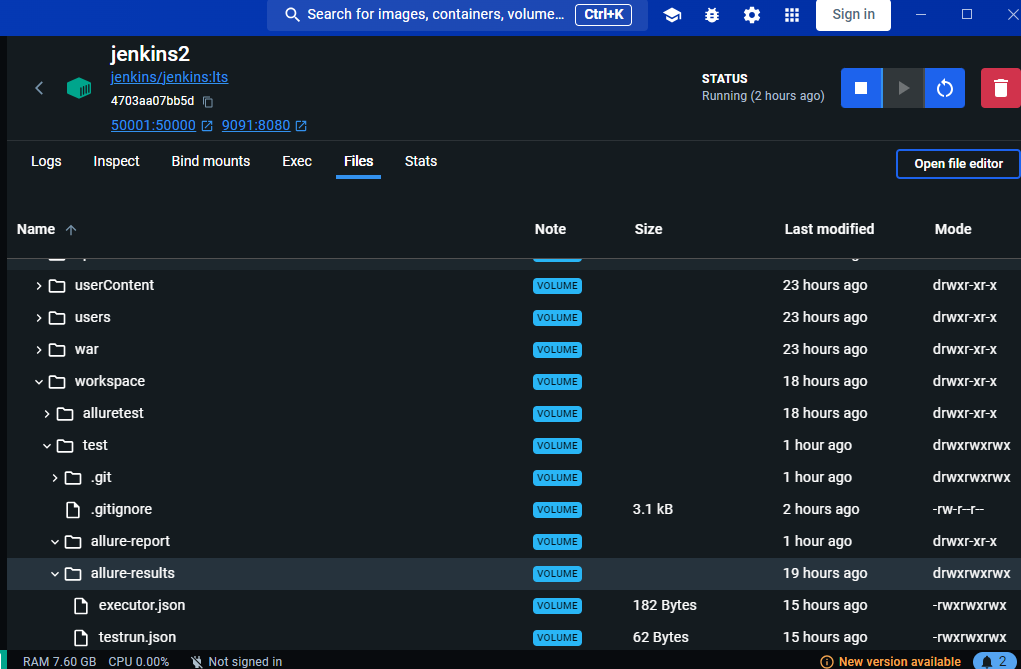 Search for images, containers, volume... Ctrl+K Sign in
jenkins2
jenkins/jenkins:lts
4703aa07bb5d
50001:50000 9091:8080
STATUS
Running (2 hours ago)
Logs Inspect Bind mounts Exec Files Stats Open file editor
Name Note Size Last modified Mode
userContent VOLUME 23 hours ago drwxr-xr-x
users VOLUME 23 hours ago drwxr-xr-x
war VOLUME 23 hours ago drwxr-xr-x
workspace VOLUME 18 hours ago drwxr-xr-x
alluretest VOLUME 18 hours ago drwxr-xr-x
test VOLUME 1 hour ago drwxrwxrwx
.git VOLUME 1 hour ago drwxrwxrwx
.gitignore VOLUME 3.1 kB 2 hours ago -rw-r--r--
allure-report VOLUME 1 hour ago drwxr-xr-x
allure-results VOLUME 19 hours ago drwxrwxrwx
executor.json VOLUME 182 Bytes 15 hours ago -rwxrwxrwx
testrun.json VOLUME 62 Bytes 15 hours ago -rwxrwxrwx
RAM 7.60 GB CPU 0.00% Not signed in New version available 2